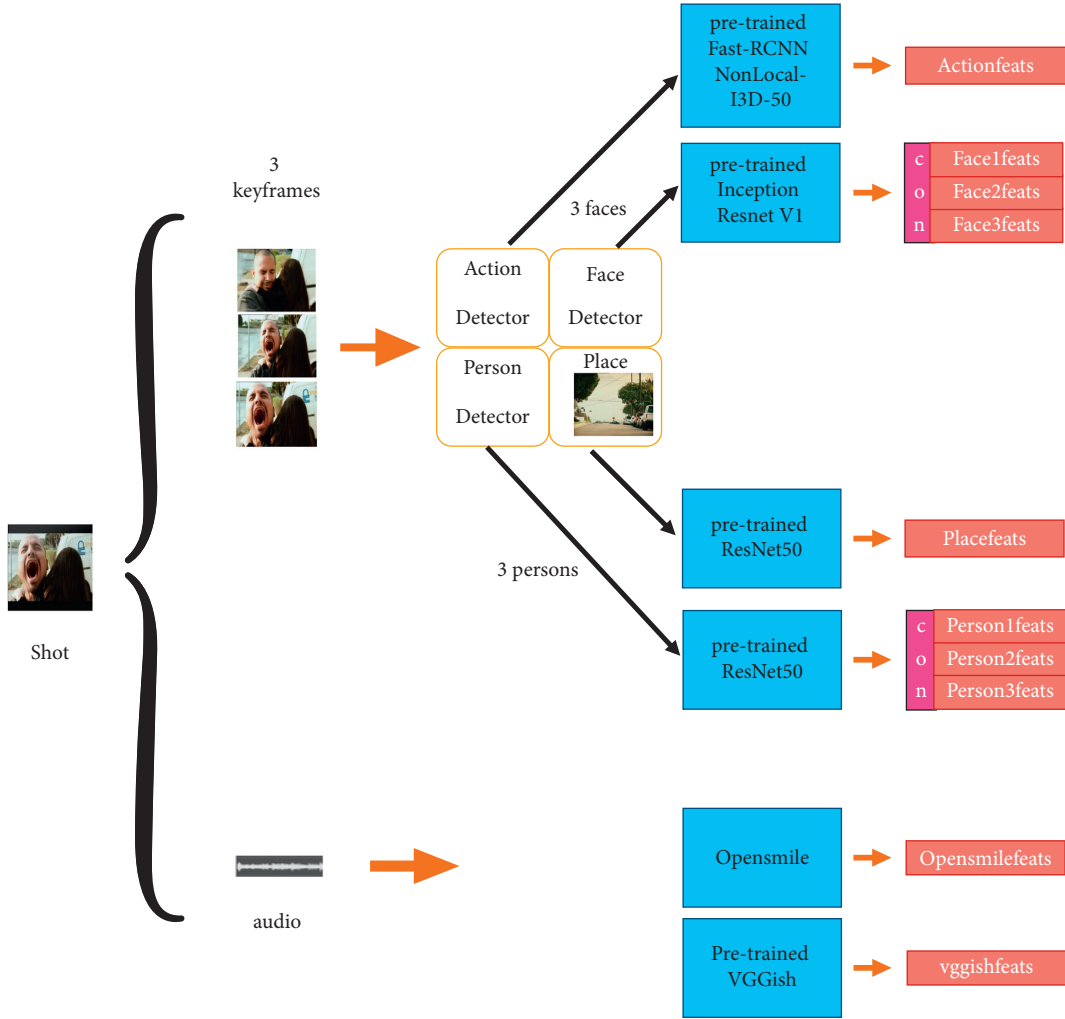 pre-trained
Fast-RCNN
NonLocal-
I3D-50
Actionfeats
3
keyframes
pre-trained
Inception
Resnet V1
c
o
n
Face1feats
Face2feats
Face3feats
3 faces
Action
Detector
Face
Detector
Person
Detector
Place
pre-trained
ResNet50
Placefeats
3 persons
pre-trained
ResNet50
c
o
n
Person1feats
Person2feats
Person3feats
Shot
Opensmile
Opensmilefeats
audio
Pre-trained
VGGish
vggishfeats